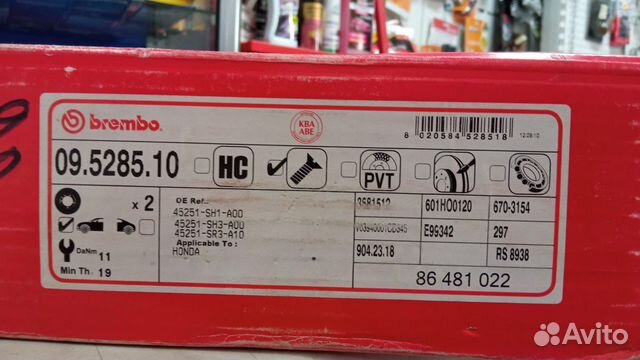 brembo
KBA
ABE
8 020584 528518
12:09:10
09.5285.10
HC
PVT
x 2
OE Ref..
45251-SH1-A00
45251-SH3-A00
45251-SR3-A10
Applicable To :
HONDA
DaNm 11
Min Th. 19
3581512
601HO0120
670-3154
E99342
297
904.23.18
RS 8938
86 481 022
Avito